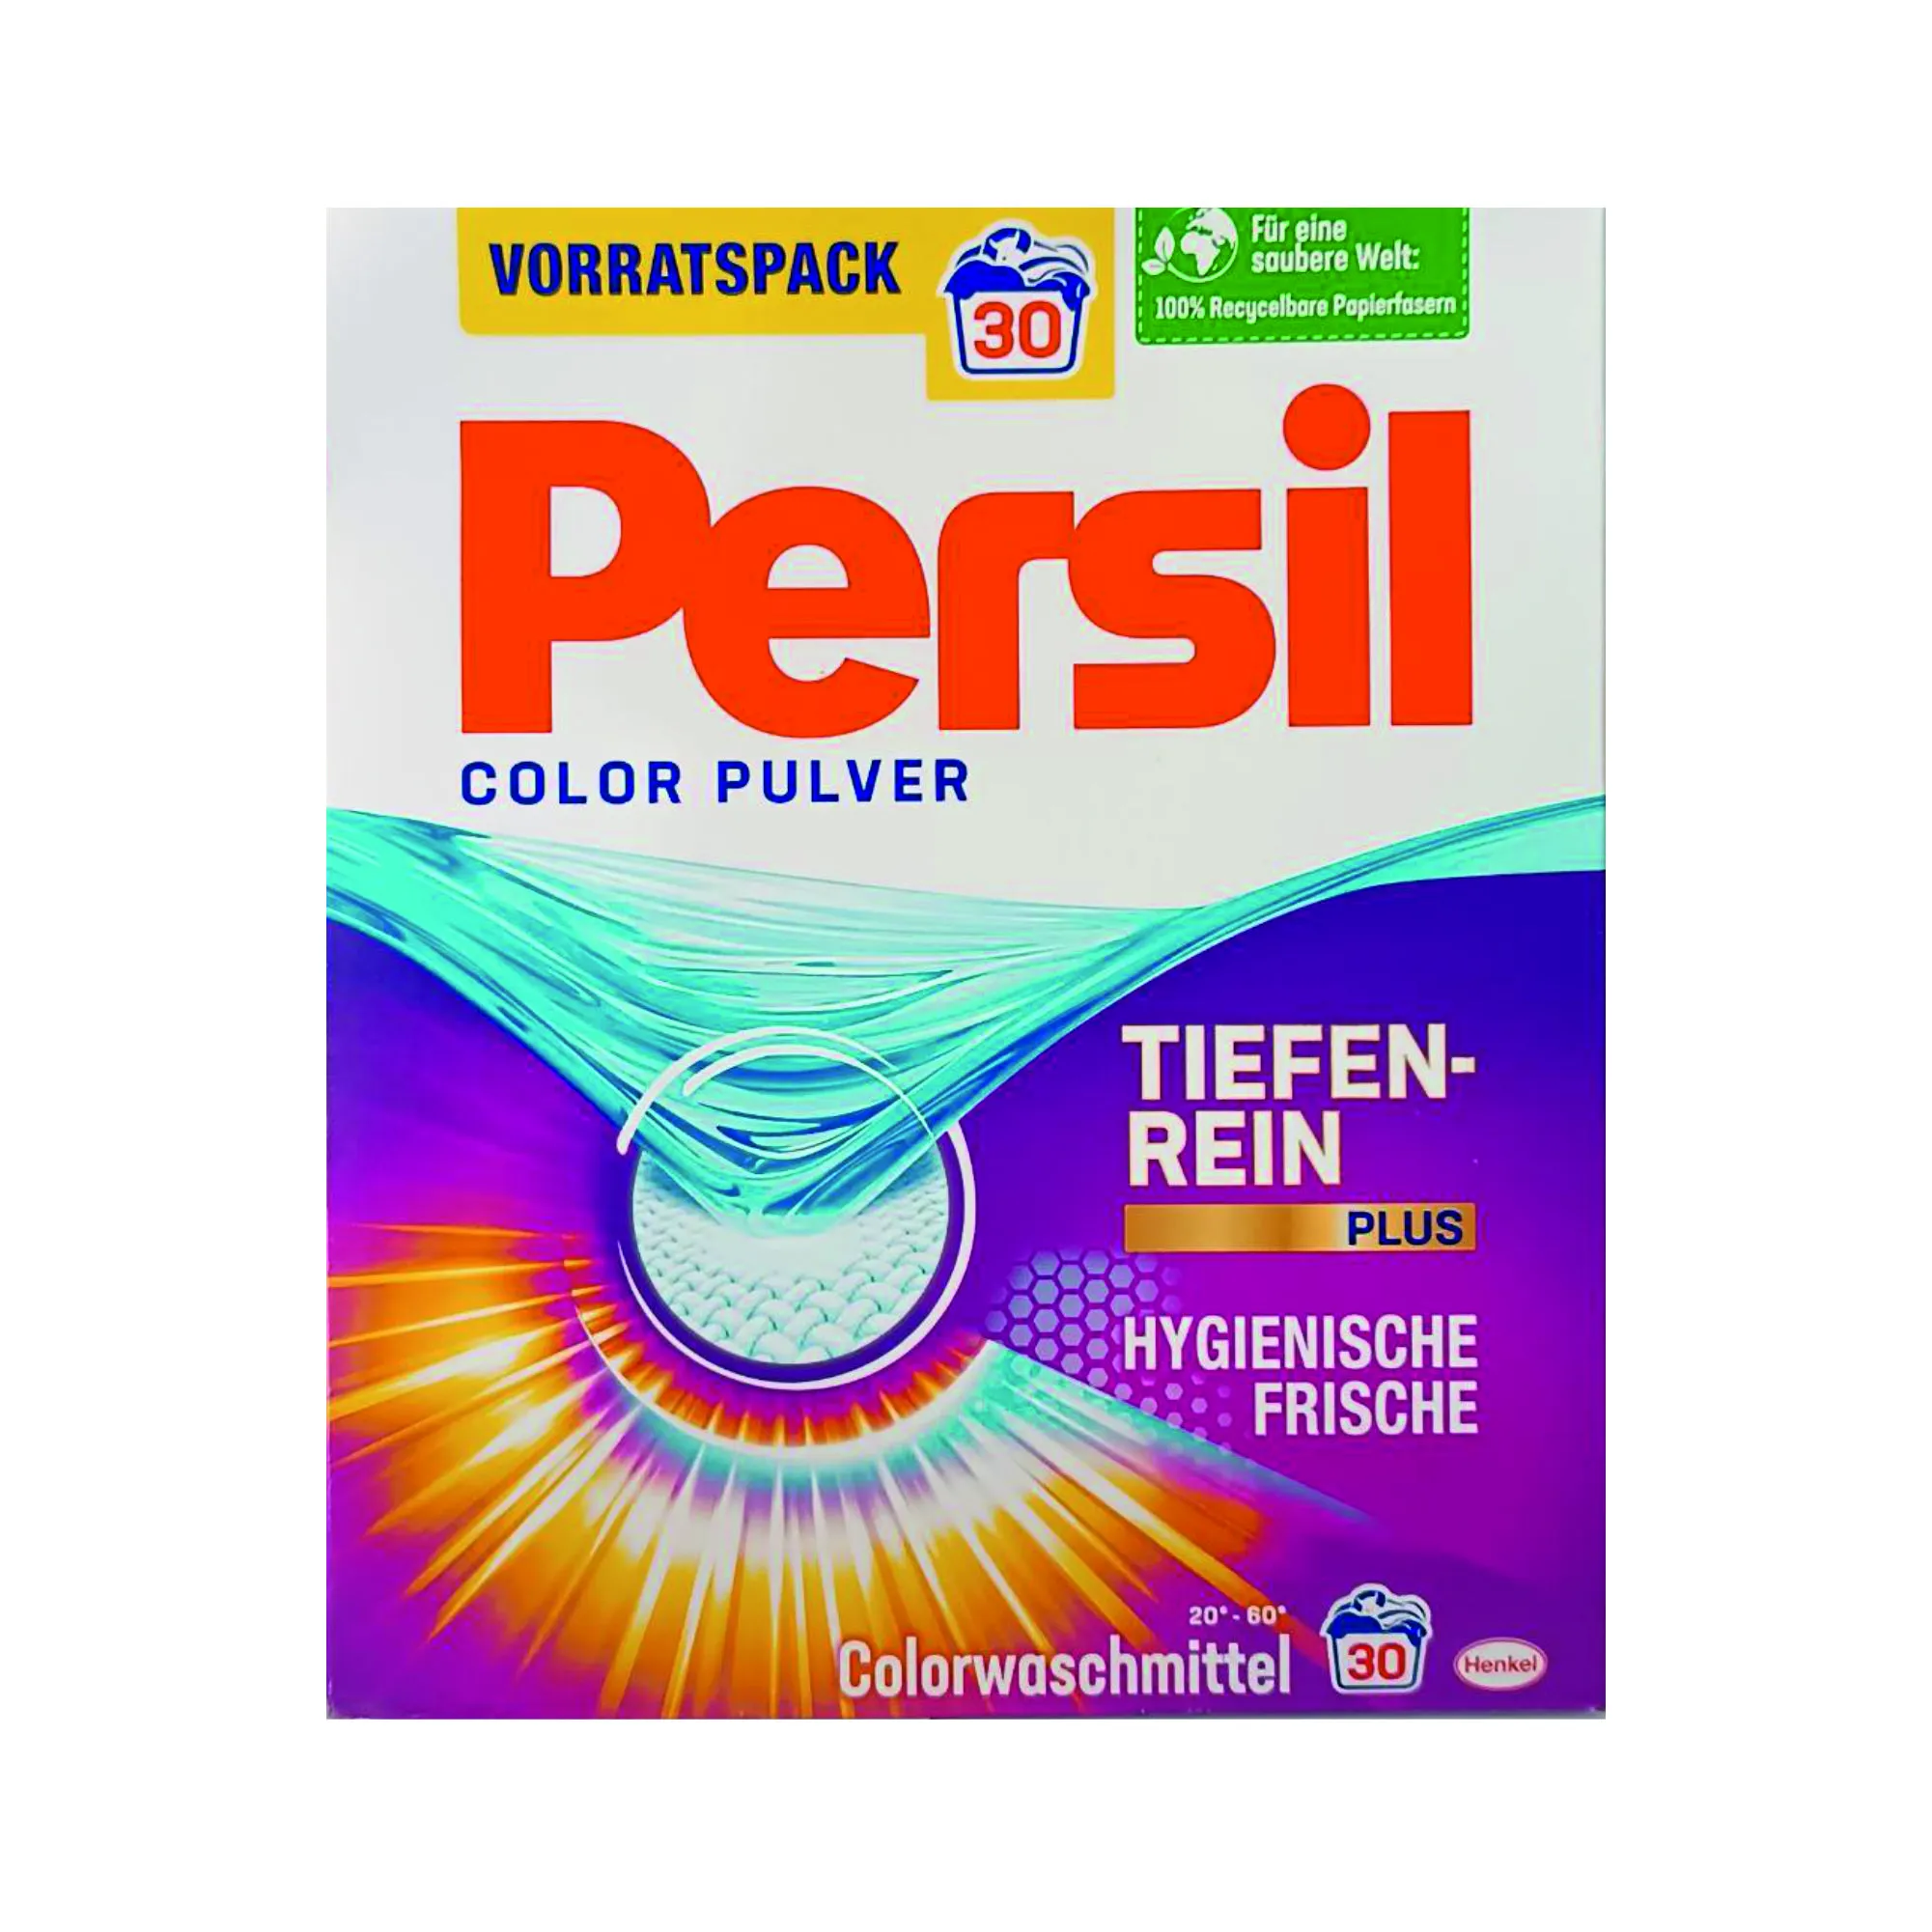 VORRATSPACK
30
Für eine
saubere Welt:
100% Recycelbare Papierfasern
Persil
COLOR PULVER
TIEFEN-
REIN
PLUS
HYGIENISCHE
FRISCHE
20°- 60°
Colorwaschmittel
30
Henkel